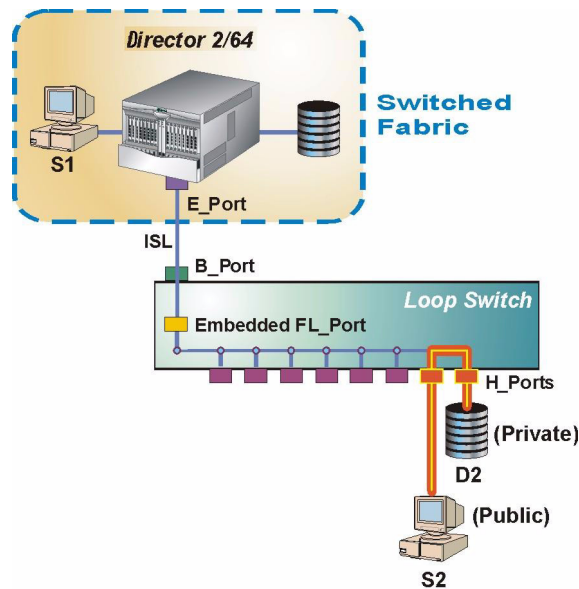 Director 2/64
Switched
Fabric
S1
E_Port
ISL
B_Port
Loop Switch
Embedded FL_Port
H_Ports
(Private)
D2
(Public)
S2